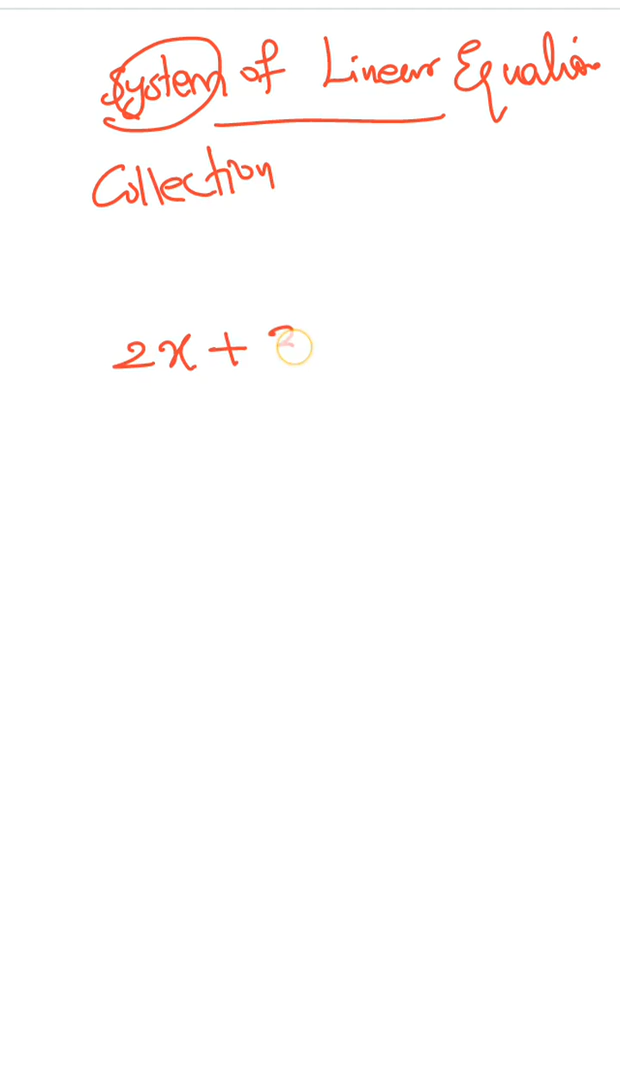 System of Linear Equation
Collection
2x +